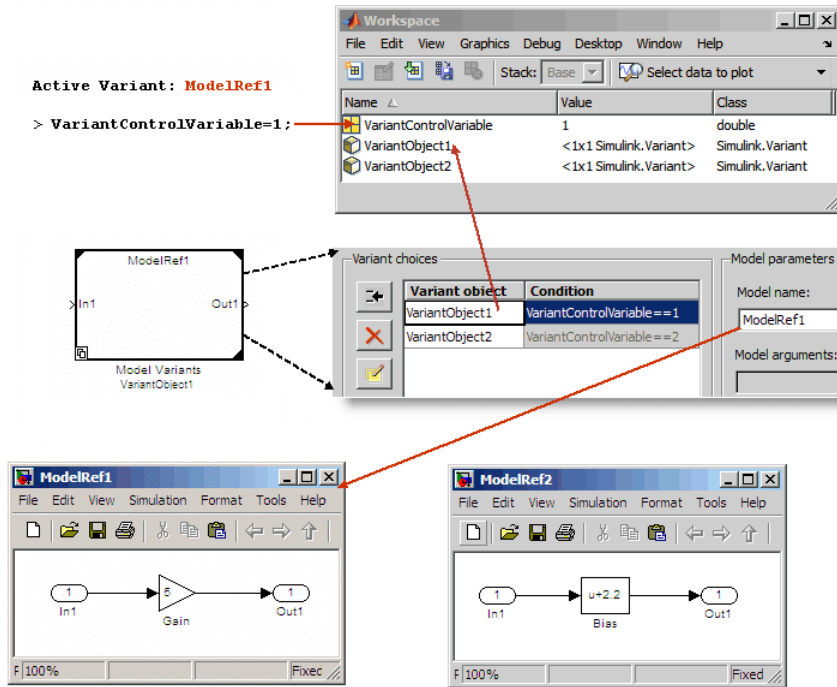 Workspace
File Edit View Graphics Debug Desktop Window Help
Stack: Base Select data to plot
Name Value Class
VariantControlVariable 1 double
VariantObject1 <1x1 Simulink.Variant> Simulink.Variant
VariantObject2 <1x1 Simulink.Variant> Simulink.Variant
Active Variant: ModelRef1
> VariantControlVariable=1;
ModelRef1
In1 Out1
Model Variants
VariantObject1
Variant choices
Variant object Condition
VariantObject1 VariantControlVariable==1
VariantObject2 VariantControlVariable==2
Model parameters
Model name:
ModelRef1
Model arguments:
ModelRef1
File Edit View Simulation Format Tools Help
1 5 1
In1 Gain Out1
F 100% Fixec
ModelRef2
File Edit View Simulation Format Tools Help
1 u+2.2 1
In1 Bias Out1
F 100% Fixed